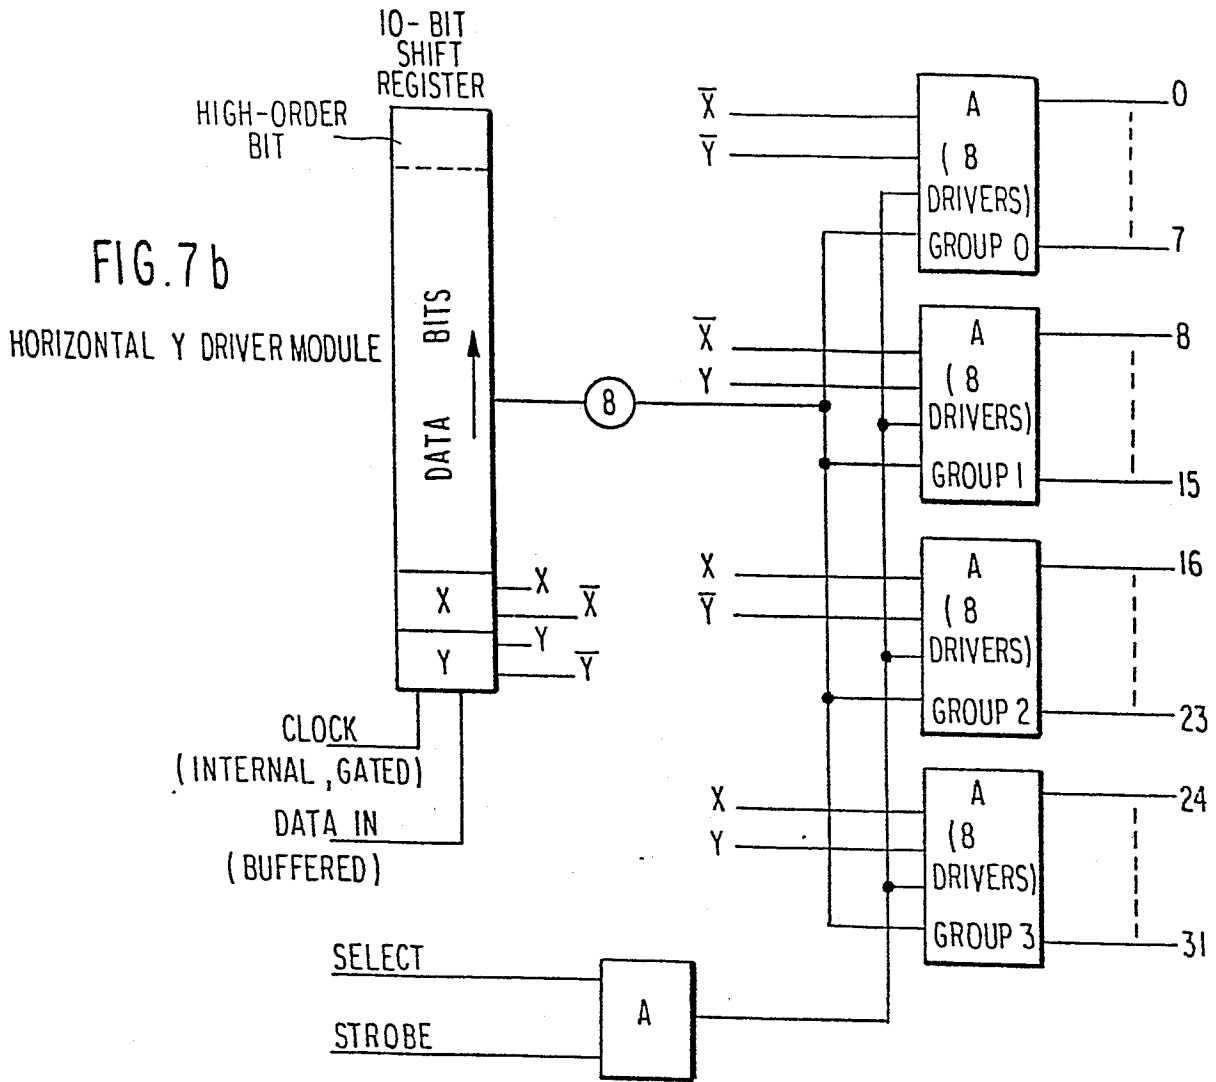 10-BIT
SHIFT
REGISTER
HIGH-ORDER
BIT
FIG. 7b
HORIZONTAL Y DRIVER MODULE
DATA BITS
8
X
Y
X
X̅
Y
Y̅
CLOCK
(INTERNAL, GATED)
DATA IN
(BUFFERED)
SELECT
STROBE
A
X̅
Y̅
A
(8
DRIVERS)
GROUP 0
0
7
X̅
Y
A
(8
DRIVERS)
GROUP 1
8
15
X
Y̅
A
(8
DRIVERS)
GROUP 2
16
23
X
Y
A
(8
DRIVERS)
GROUP 3
24
31